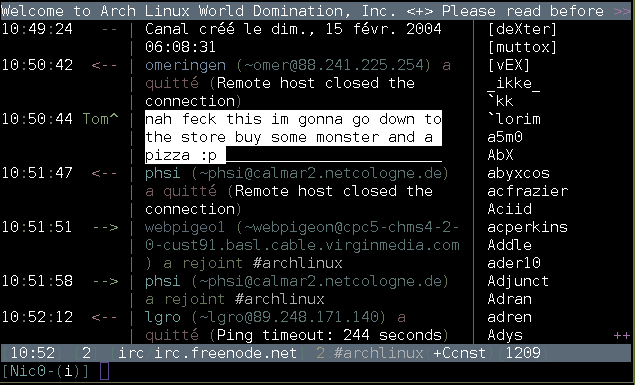 Welcome to Arch Linux World Domination, Inc. <+> Please read before >>
10:49:24 -- | Canal créé le dim., 15 févr. 2004 | [deXter]
| 06:08:31 | [muttox]
10:50:42 <-- | omeringen (~omer@88.241.225.254) a | [vEX]
| quitté (Remote host closed the | _ikke_
| connection) | `kk
10:50:44 Tom^ | nah feck this im gonna go down to | `lorim
| the store buy some monster and a | a5m0
| pizza :p | AbX
10:51:47 <-- | phsi (~phsi@calmar2.netcologne.de) | abyxcos
| a quitté (Remote host closed the | acfrazier
| connection) | Aciid
10:51:51 --> | webpigeo1 (~webpigeon@cpc5-chms4-2- | acperkins
| 0-cust91.basl.cable.virginmedia.com | Addle
| ) a rejoint #archlinux | ader10
10:51:58 --> | phsi (~phsi@calmar2.netcologne.de) | Adjunct
| a rejoint #archlinux | Adran
10:52:12 <-- | lgro (~lgro@89.248.171.140) a | adren
| quitté (Ping timeout: 244 seconds) | Adys ++
10:52 2 irc irc.freenode.net 2 #archlinux +Ccnst 1209
[Nic0-(i)]